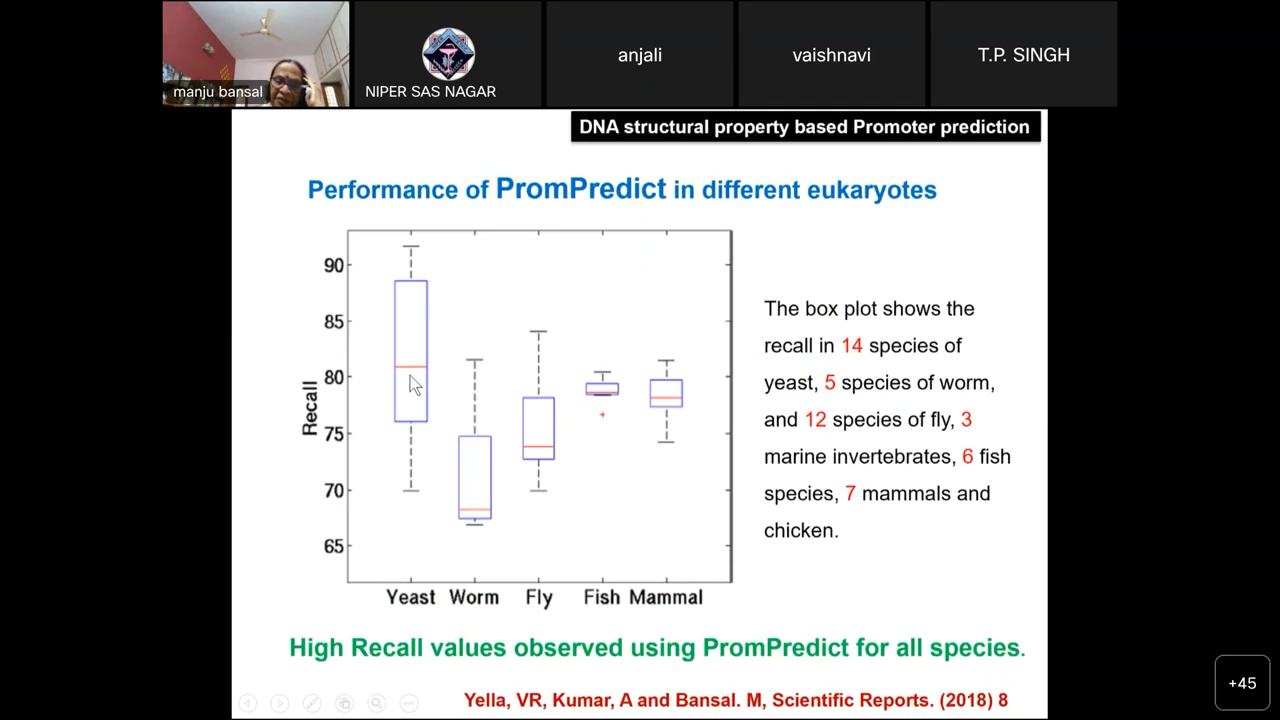 manju bansal
NIPER SAS NAGAR
anjali
vaishnavi
T.P. SINGH
DNA structural property based Promoter prediction
Performance of PromPredict in different eukaryotes
90
85
80
75
70
65
Recall
Yeast Worm Fly Fish Mammal
The box plot shows the
recall in 14 species of
yeast, 5 species of worm,
and 12 species of fly, 3
marine invertebrates, 6 fish
species, 7 mammals and
chicken.
High Recall values observed using PromPredict for all species.
Yella, VR, Kumar, A and Bansal. M, Scientific Reports. (2018) 8
+45